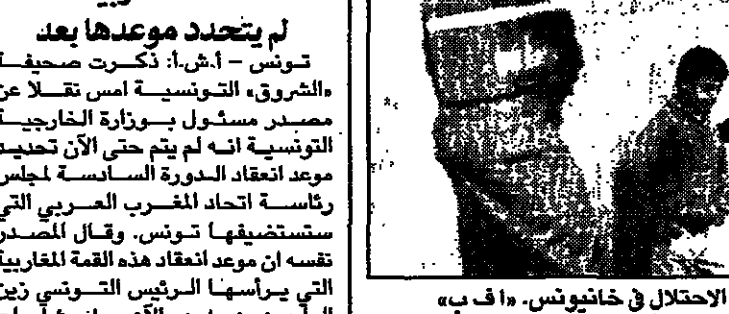 لم يتحدد موعدها بعد
تونس – أ.ش.أ: ذكرت صحيفة
«الشروق» التونسية امس نقلا عن
مصدر مسئول بوزارة الخارجية
التونسية انه لم يتم حتى الآن تحديد
موعد انعقاد الدورة السادسة لمجلس
رئاسة اتحاد المغرب العربي التي
ستستضيفها تونس. وقال المصدر
نفسه ان موعد انعقاد هذه القمة المغاربية
التي يرأسها الرئيس التونسي زين
الاحتلال في خانيونس. «ا ف ب»